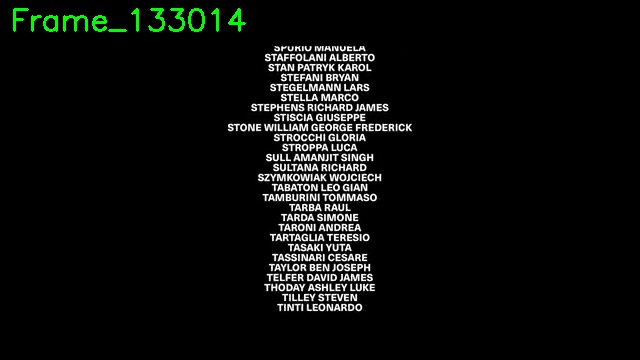 Frame_133014
SPURIO MANUELA
STAFFOLANI ALBERTO
STAN PATRYK KAROL
STEFANI BRYAN
STEGELMANN LARS
STELLA MARCO
STEPHENS RICHARD JAMES
STISCIA GIUSEPPE
STONE WILLIAM GEORGE FREDERICK
STROCCHI GLORIA
STROPPA LUCA
SULL AMANJIT SINGH
SULTANA RICHARD
SZYMKOWIAK WOJCIECH
TABATON LEO GIAN
TAMBURINI TOMMASO
TARBA RAUL
TARDA SIMONE
TARONI ANDREA
TARTAGLIA TERESIO
TASAKI YUTA
TASSINARI CESARE
TAYLOR BEN JOSEPH
TELFER DAVID JAMES
THODAY ASHLEY LUKE
TILLEY STEVEN
TINTI LEONARDO